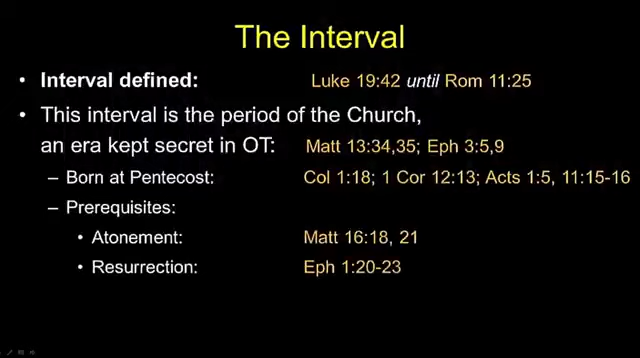 The Interval
• Interval defined: Luke 19:42 until Rom 11:25
• This interval is the period of the Church,
an era kept secret in OT: Matt 13:34,35; Eph 3:5,9
– Born at Pentecost: Col 1:18; 1 Cor 12:13; Acts 1:5, 11:15-16
– Prerequisites:
• Atonement: Matt 16:18, 21
• Resurrection: Eph 1:20-23